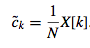 c̃ₖ = 1/N X[k].